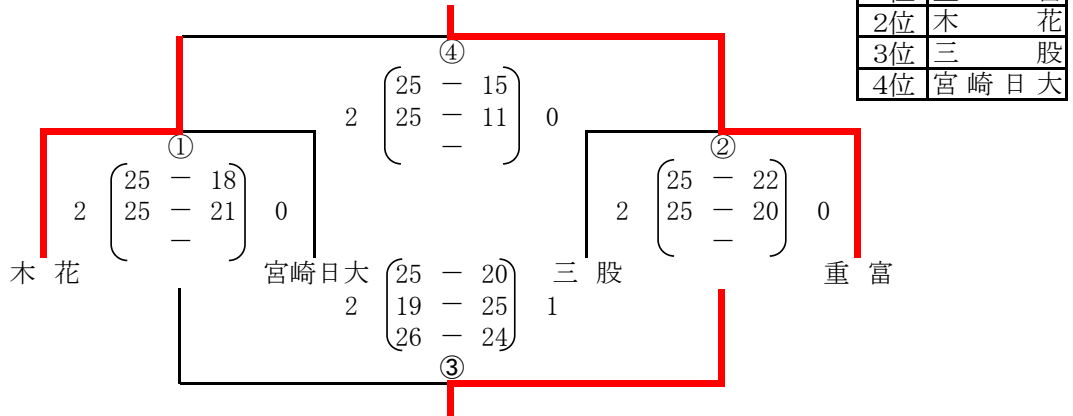 2位 木 花
3位 三 股
4位 宮崎日大
④
25 － 15
2 25 － 11 0
－
①
25 － 18
2 25 － 21 0
－
②
25 － 22
2 25 － 20 0
－
木 花
宮崎日大
三 股
重 富
25 － 20
2 19 － 25 1
26 － 24
③